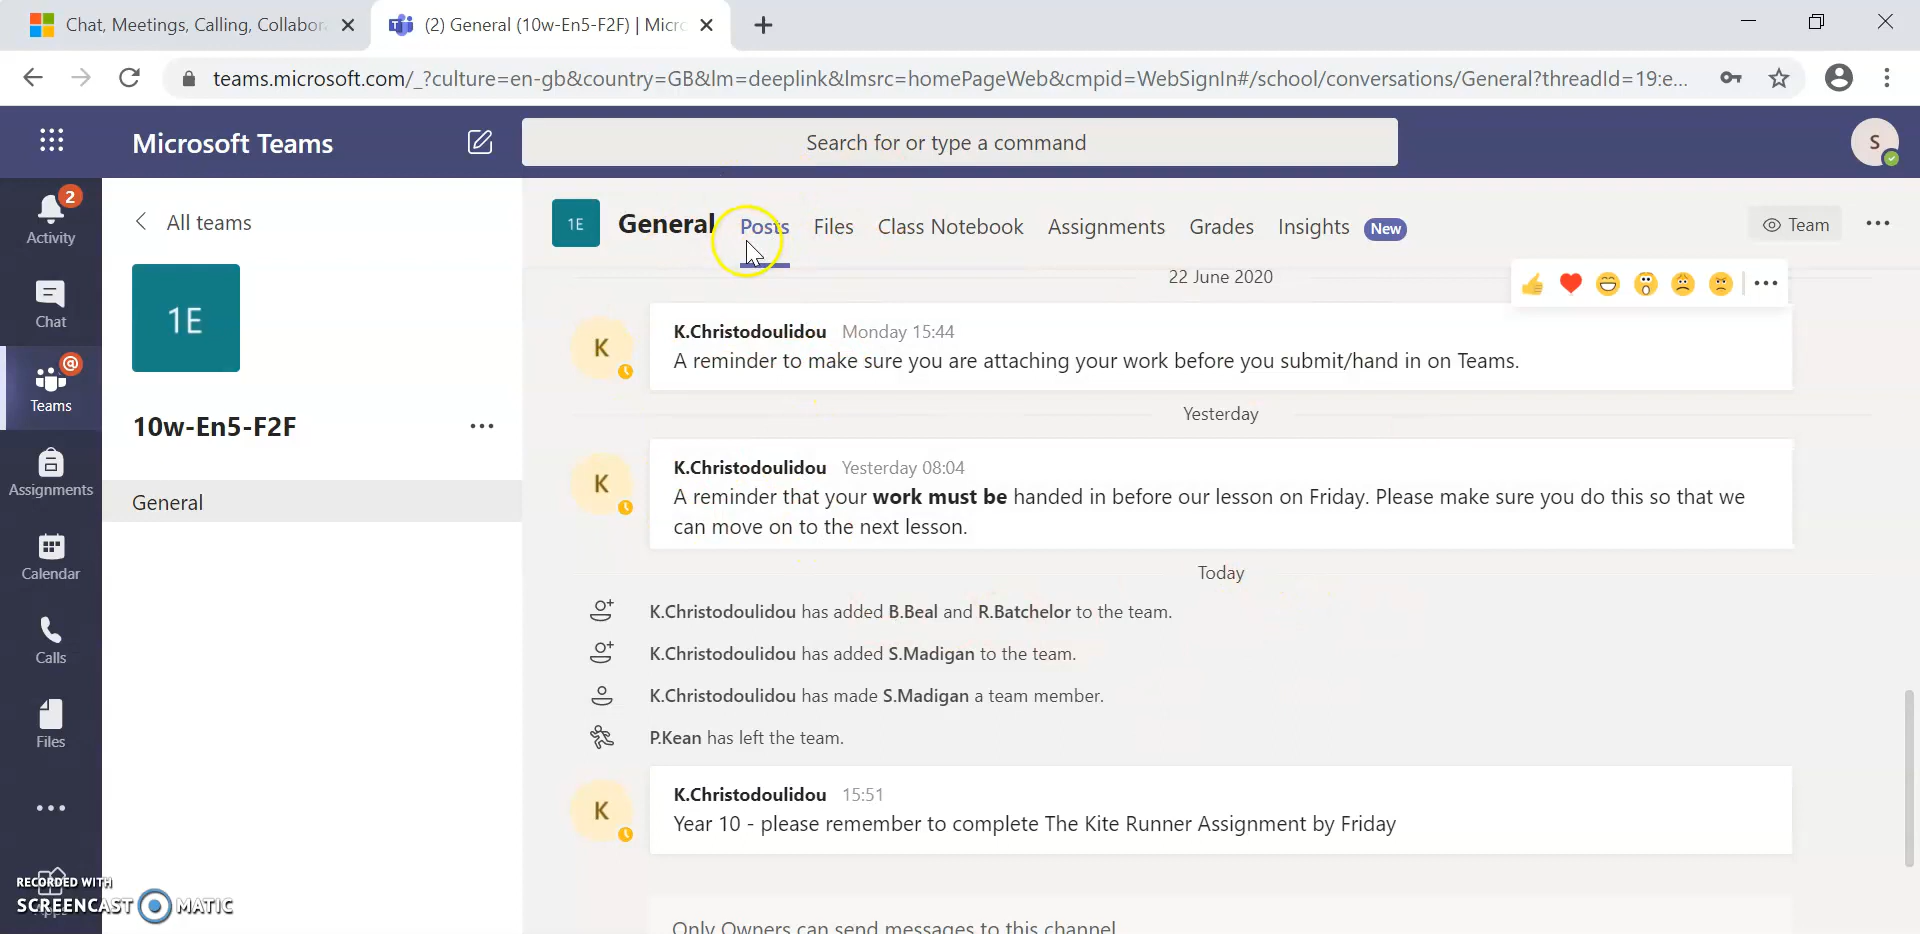 Chat, Meetings, Calling, Collabor
(2) General (10w-En5-F2F) | Micr
teams.microsoft.com/_?culture=en-gb&country=GB&lm=deeplink&lmsrc=homePageWeb&cmpid=WebSignIn#/school/conversations/General?threadId=19:e...
Microsoft Teams
Search for or type a command
S
2
Activity
Chat
@
Teams
Assignments
Calendar
Calls
Files
All teams
1E
10w-En5-F2F
General
1E
General
Posts
Files
Class Notebook
Assignments
Grades
Insights
New
Team
22 June 2020
K
K.Christodoulidou Monday 15:44
A reminder to make sure you are attaching your work before you submit/hand in on Teams.
Yesterday
K
K.Christodoulidou Yesterday 08:04
A reminder that your work must be handed in before our lesson on Friday. Please make sure you do this so that we
can move on to the next lesson.
Today
K.Christodoulidou has added B.Beal and R.Batchelor to the team.
K.Christodoulidou has added S.Madigan to the team.
K.Christodoulidou has made S.Madigan a team member.
P.Kean has left the team.
K
K.Christodoulidou 15:51
Year 10 - please remember to complete The Kite Runner Assignment by Friday
Only Owners can send messages to this channel
RECORDED WITH
SCREENCAST MATIC